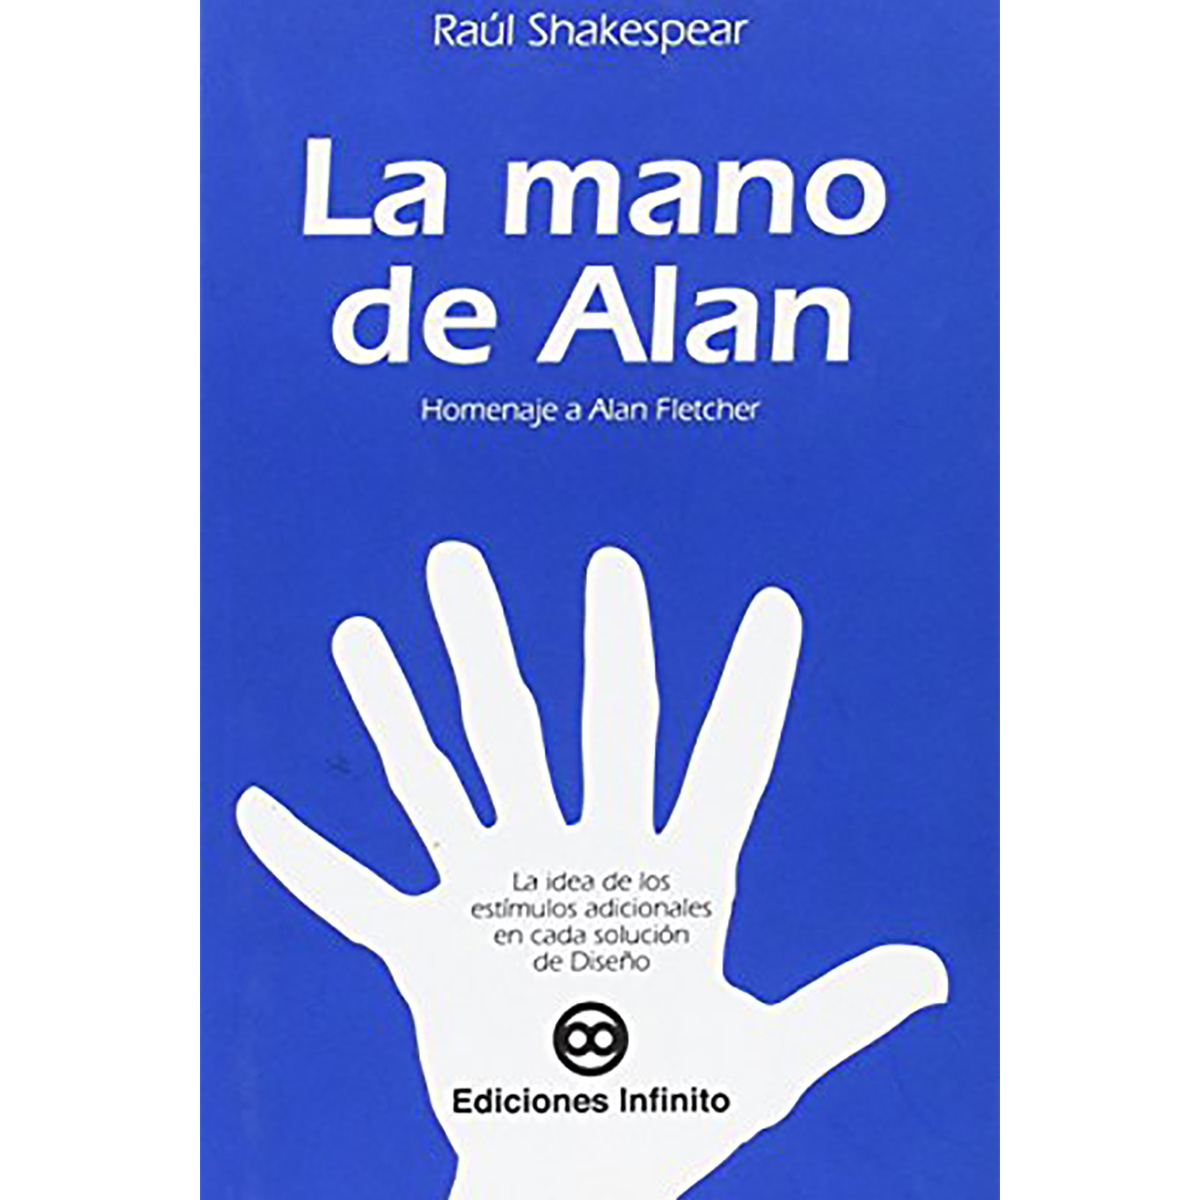 Raúl Shakespear
La mano
de Alan
Homenaje a Alan Fletcher
La idea de los
estímulos adicionales
en cada solución
de Diseño
Ediciones Infinito